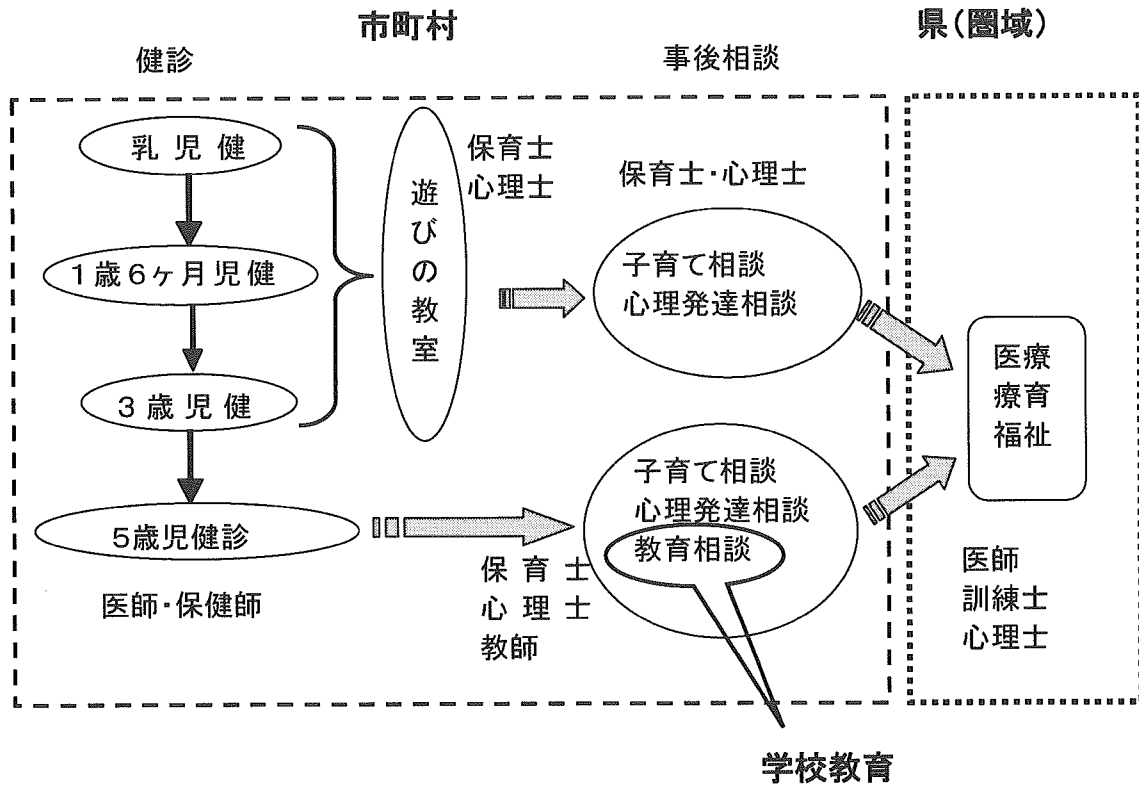 市町村
県(圏域)
健診
事後相談
乳児健
1歳6ヶ月児健
3歳児健
5歳児健診
医師・保健師
遊びの教室
保育士
心理士
保育士・心理士
子育て相談
心理発達相談
子育て相談
心理発達相談
教育相談
保育士
心理士
教師
医療
療育
福祉
医師
訓練士
心理士
学校教育